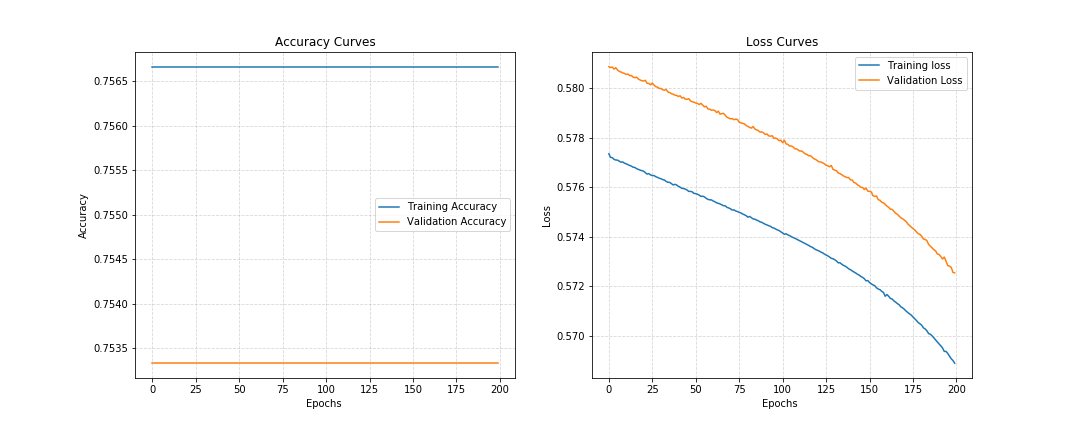 Accuracy Curves
0.7565
0.7560
0.7555
0.7550
0.7545
0.7540
0.7535
Accuracy
Training Accuracy
Validation Accuracy
0 25 50 75 100 125 150 175 200
Epochs
Loss Curves
0.580
0.578
0.576
0.574
0.572
0.570
Loss
Training loss
Validation Loss
0 25 50 75 100 125 150 175 200
Epochs